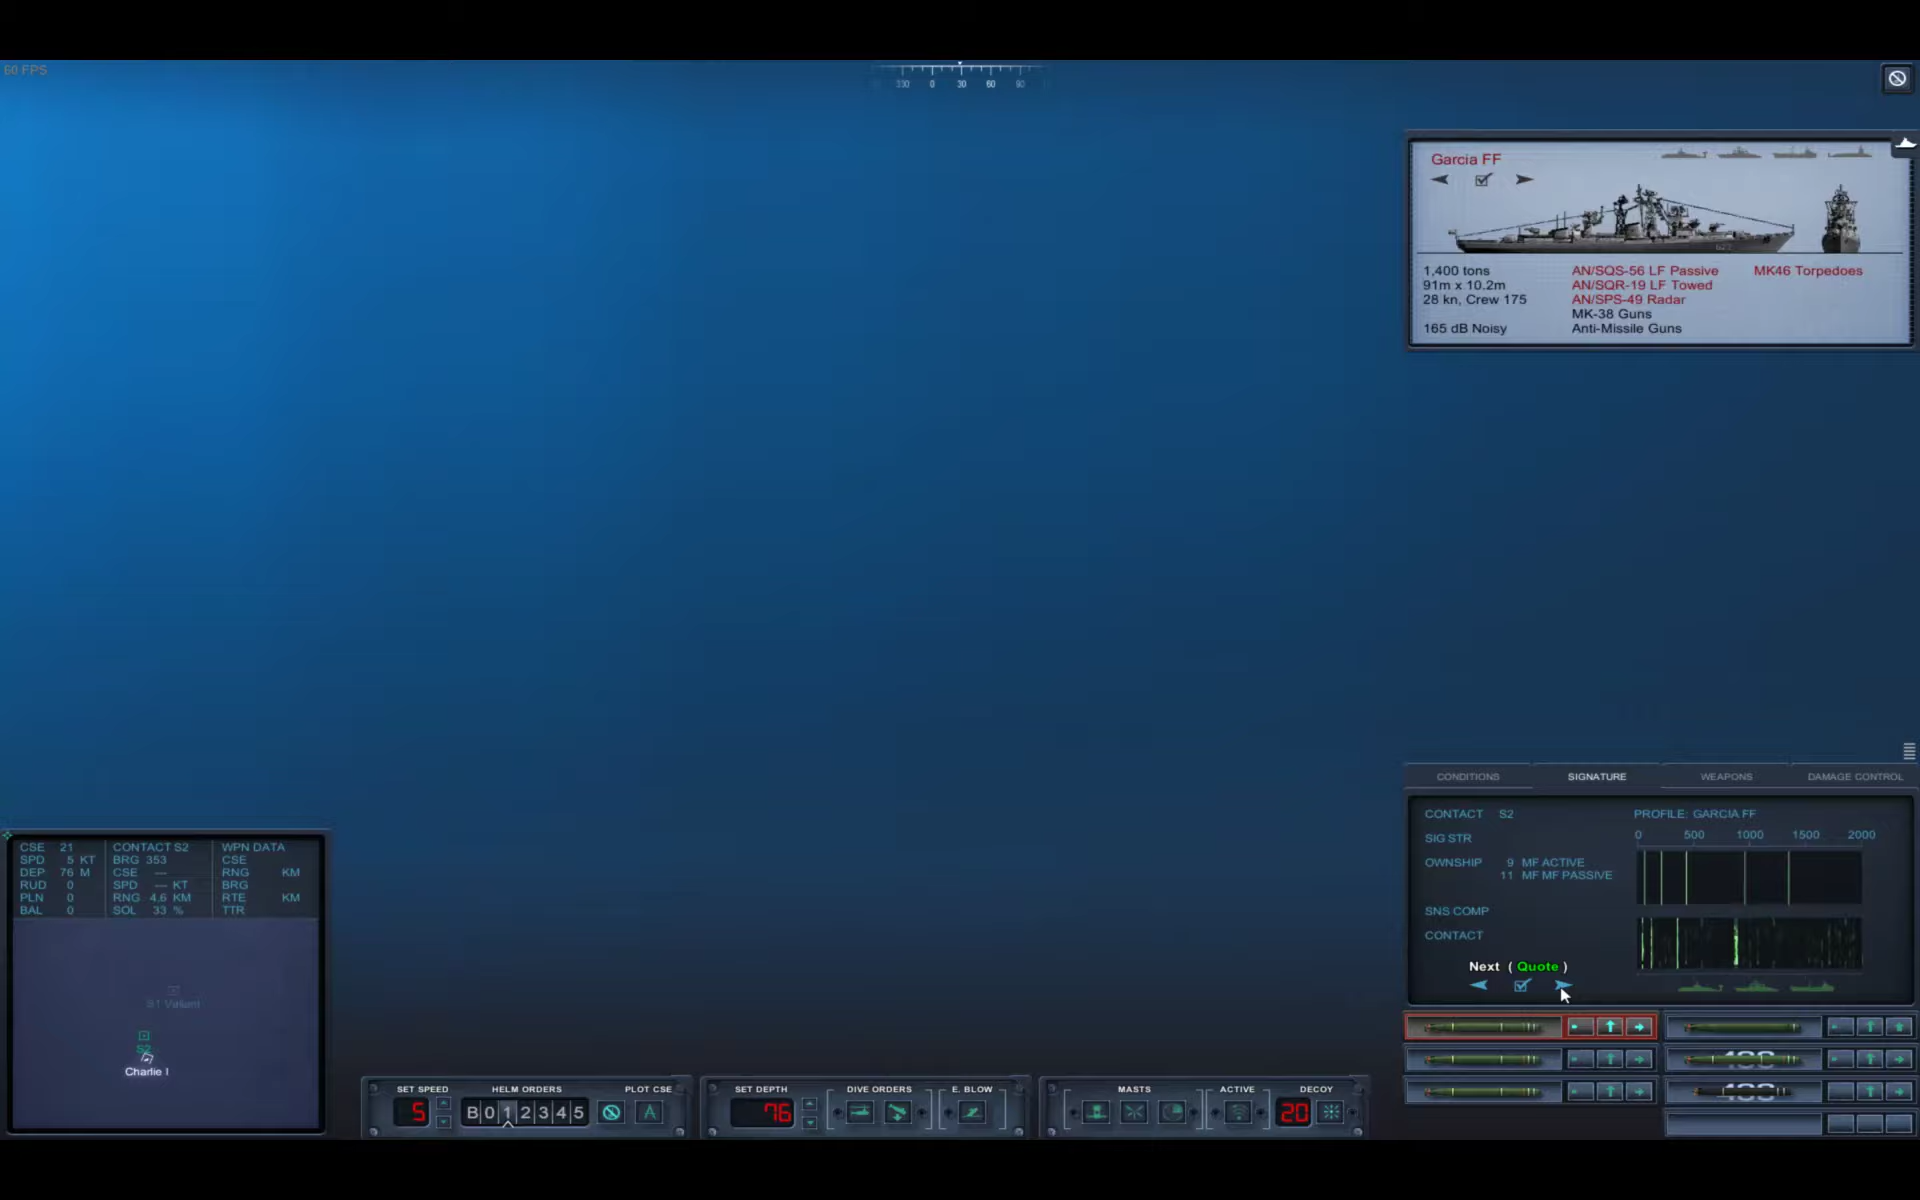 60 FPS
330 0 30 60 90
Garcia FF
1,400 tons
91m x 10.2m
28 kn, Crew 175
165 dB Noisy
AN/SQS-56 LF Passive
AN/SQR-19 LF Towed
AN/SPS-49 Radar
MK-38 Guns
Anti-Missile Guns
MK46 Torpedoes
CONDITIONS SIGNATURE WEAPONS DAMAGE CONTROL
CONTACT S2
SIG STR
OWNSHIP 9 MF ACTIVE
11 MF MF PASSIVE
SNS COMP
CONTACT
Next ( Quote )
PROFILE: GARCIA FF
0 500 1000 1500 2000
CSE 21
SPD 5 KT
DEP 76 M
RUD 0
PLN 0
BAL 0
CONTACT S2
BRG 353
CSE ---
SPD --- KT
RNG 4.6 KM
SOL 33 %
WPN DATA
CSE
RNG KM
BRG
RTE KM
TTR
S1 Valiant
S2
Charlie I
SET SPEED HELM ORDERS PLOT CSE
5 B 0 1 2 3 4 5
SET DEPTH DIVE ORDERS E. BLOW
76
MASTS ACTIVE DECOY
20